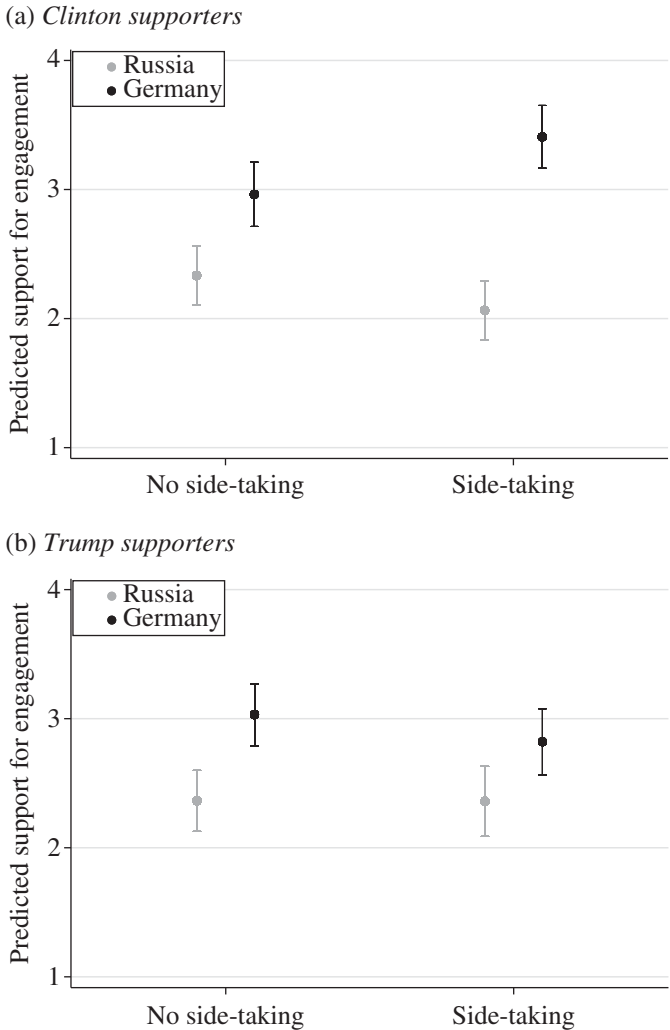 (a) Clinton supporters
4
Russia
Germany
3
2
1
Predicted support for engagement
No side-taking Side-taking
(b) Trump supporters
4
Russia
Germany
3
2
1
Predicted support for engagement
No side-taking Side-taking